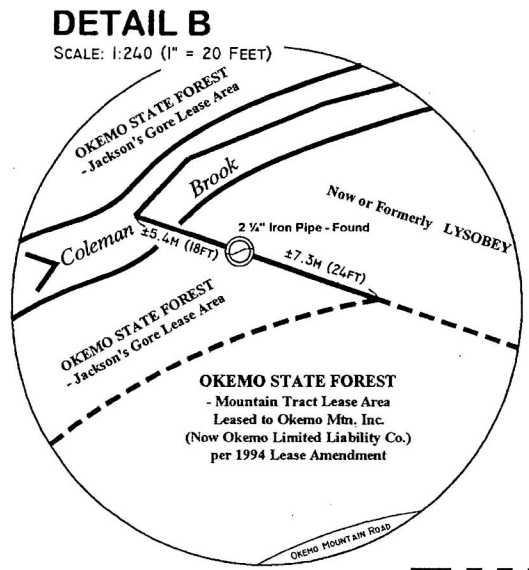 DETAIL B
SCALE: 1:240 (1" = 20 FEET)
OKEMO STATE FOREST
- Jackson's Gore Lease Area
Coleman Brook
Now or Formerly LYSOBEY
2 ¼" Iron Pipe - Found
±5.4M (18FT)
±7.3M (24FT)
OKEMO STATE FOREST
- Jackson's Gore Lease Area
OKEMO STATE FOREST
- Mountain Tract Lease Area
Leased to Okemo Mtn, Inc.
(Now Okemo Limited Liability Co.)
per 1994 Lease Amendment
OKEMO MOUNTAIN ROAD